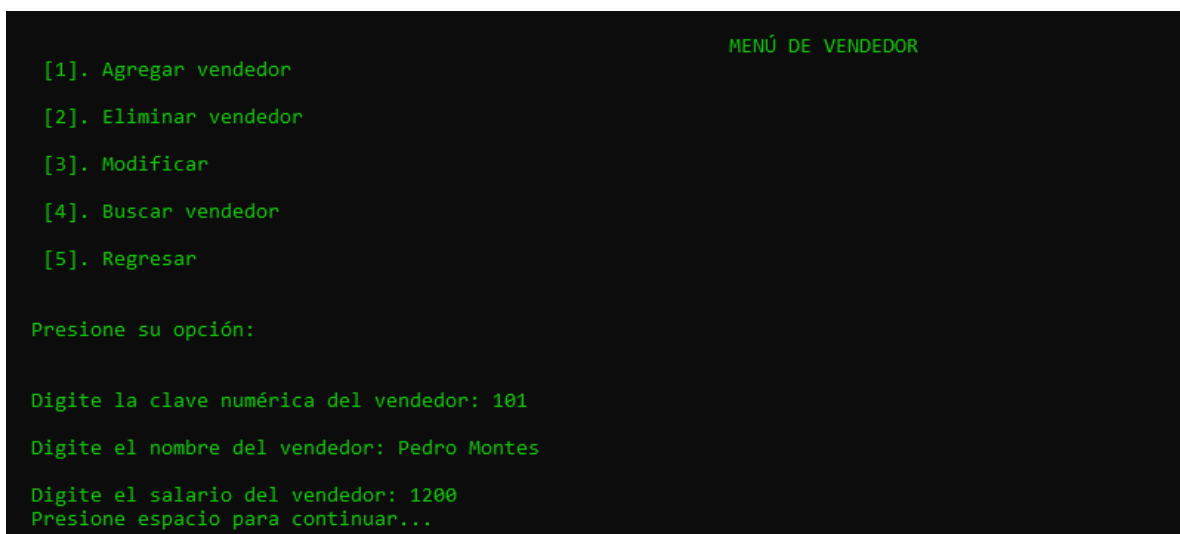 MENÚ DE VENDEDOR
[1]. Agregar vendedor
[2]. Eliminar vendedor
[3]. Modificar
[4]. Buscar vendedor
[5]. Regresar
Presione su opción:
Digite la clave numérica del vendedor: 101
Digite el nombre del vendedor: Pedro Montes
Digite el salario del vendedor: 1200
Presione espacio para continuar...